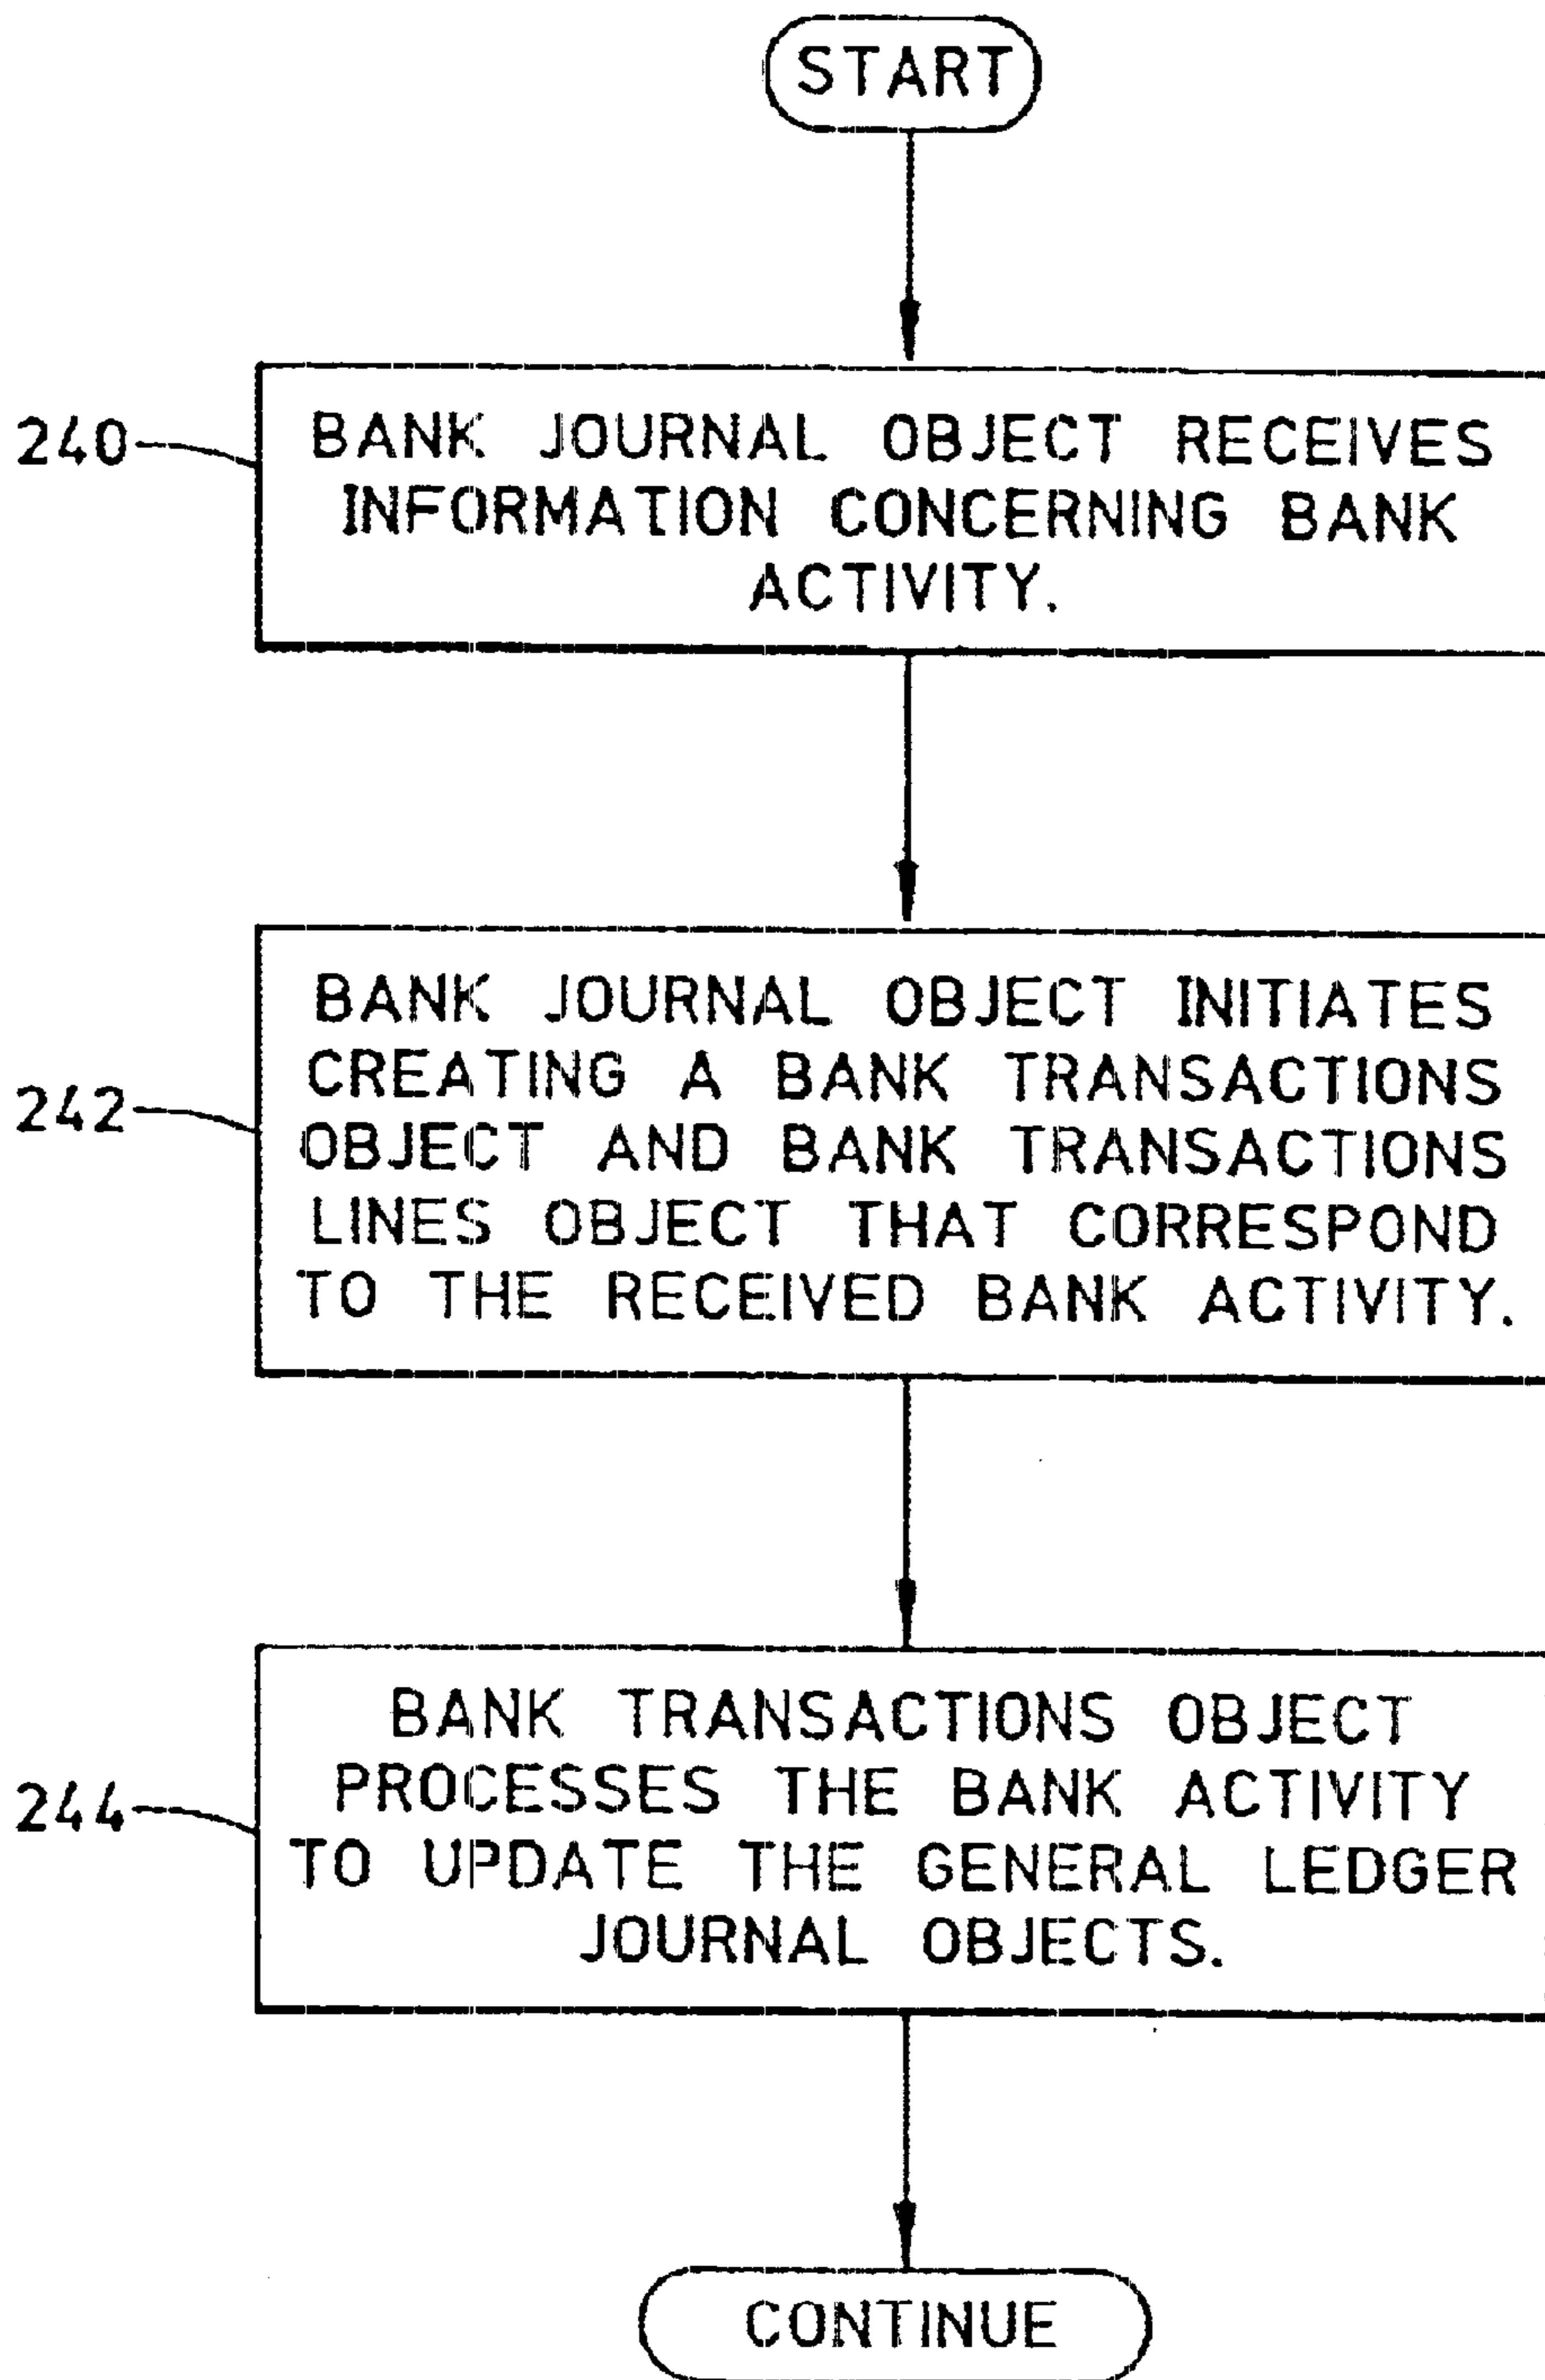 START
240
BANK JOURNAL OBJECT RECEIVES
INFORMATION CONCERNING BANK
ACTIVITY.
242
BANK JOURNAL OBJECT INITIATES
CREATING A BANK TRANSACTIONS
OBJECT AND BANK TRANSACTIONS
LINES OBJECT THAT CORRESPOND
TO THE RECEIVED BANK ACTIVITY.
244
BANK TRANSACTIONS OBJECT
PROCESSES THE BANK ACTIVITY
TO UPDATE THE GENERAL LEDGER
JOURNAL OBJECTS.
CONTINUE